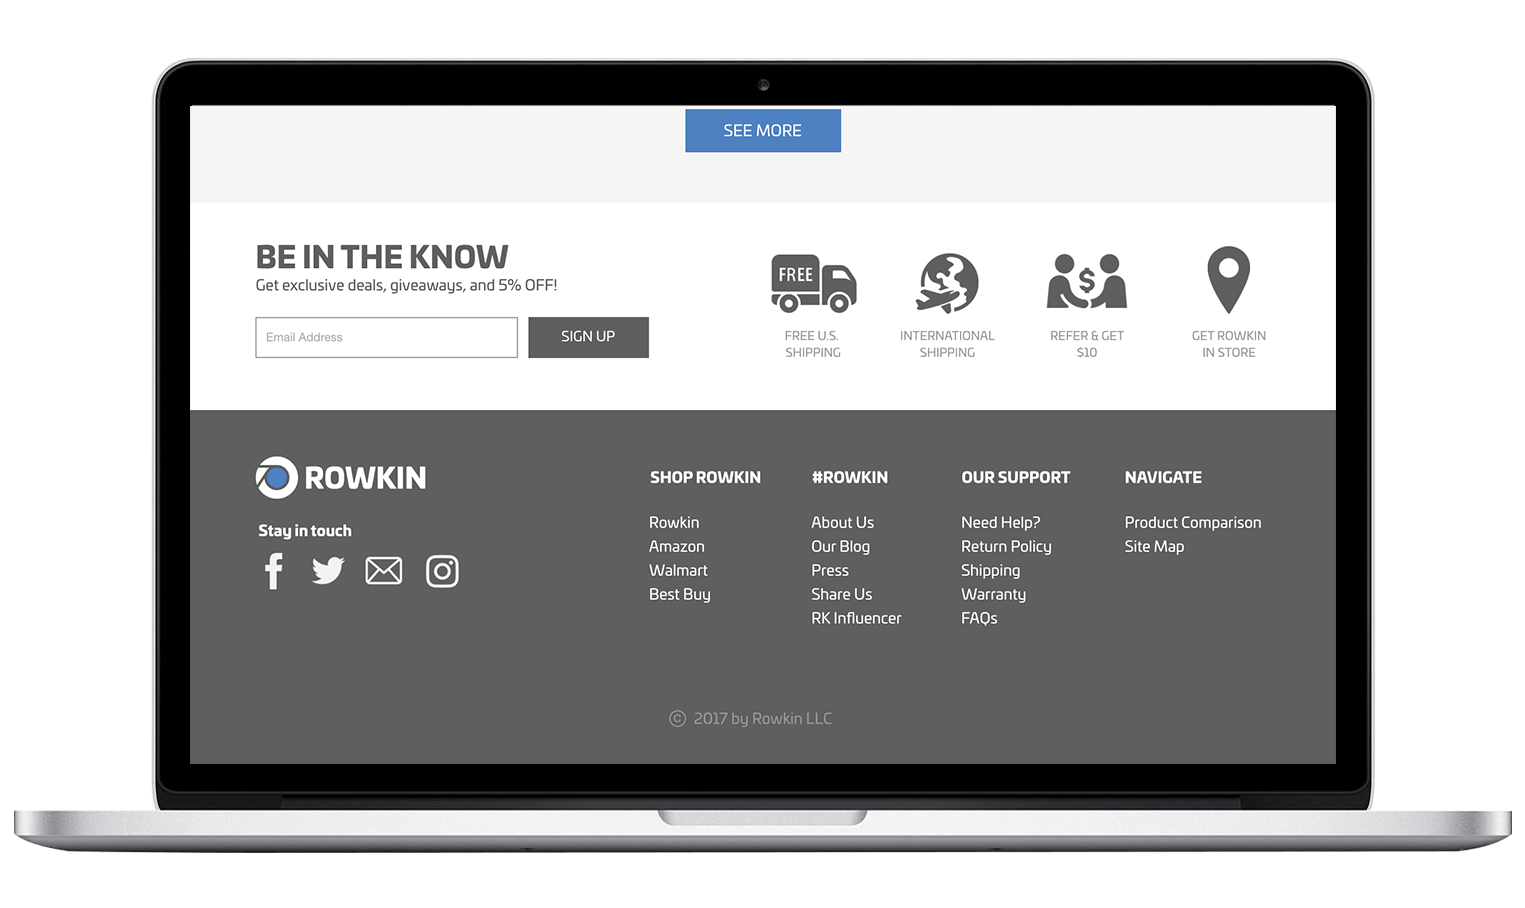 SEE MORE
BE IN THE KNOW
Get exclusive deals, giveaways, and 5% OFF!
Email Address
SIGN UP
FREE
FREE U.S.
SHIPPING
INTERNATIONAL
SHIPPING
$
REFER & GET
$10
GET ROWKIN
IN STORE
ROWKIN
Stay in touch
SHOP ROWKIN
Rowkin
Amazon
Walmart
Best Buy
#ROWKIN
About Us
Our Blog
Press
Share Us
RK Influencer
OUR SUPPORT
Need Help?
Return Policy
Shipping
Warranty
FAQs
NAVIGATE
Product Comparison
Site Map
© 2017 by Rowkin LLC